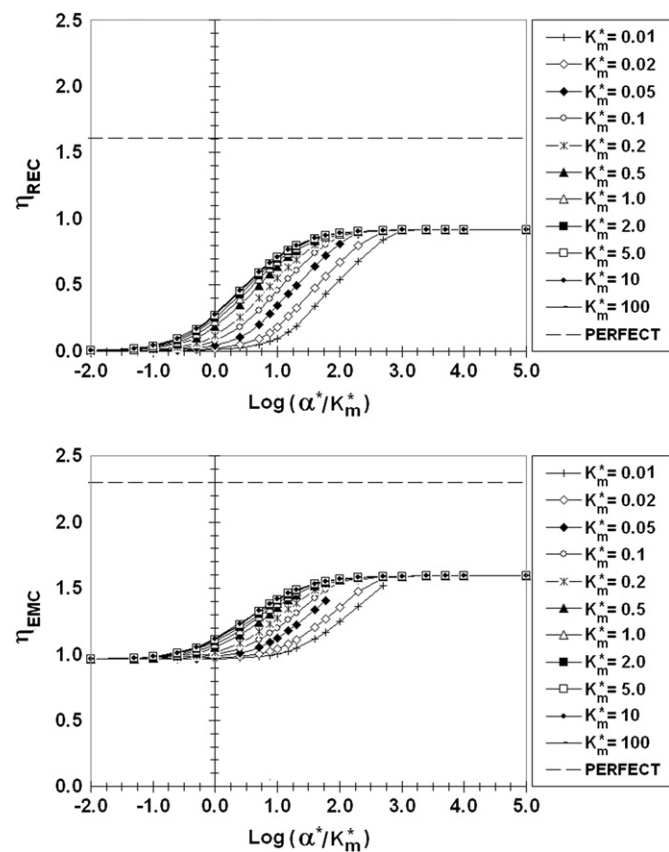 2.5
2.0
1.5
1.0
0.5
0.0
ηREC
-2.0 -1.0 0.0 1.0 2.0 3.0 4.0 5.0
Log (α*/K*m)
K*m= 0.01
K*m= 0.02
K*m= 0.05
K*m= 0.1
K*m= 0.2
K*m= 0.5
K*m= 1.0
K*m= 2.0
K*m= 5.0
K*m= 10
K*m= 100
PERFECT
2.5
2.0
1.5
1.0
0.5
0.0
ηEMC
-2.0 -1.0 0.0 1.0 2.0 3.0 4.0 5.0
Log (α*/K*m)
K*m= 0.01
K*m= 0.02
K*m= 0.05
K*m= 0.1
K*m= 0.2
K*m= 0.5
K*m= 1.0
K*m= 2.0
K*m= 5.0
K*m= 10
K*m= 100
PERFECT